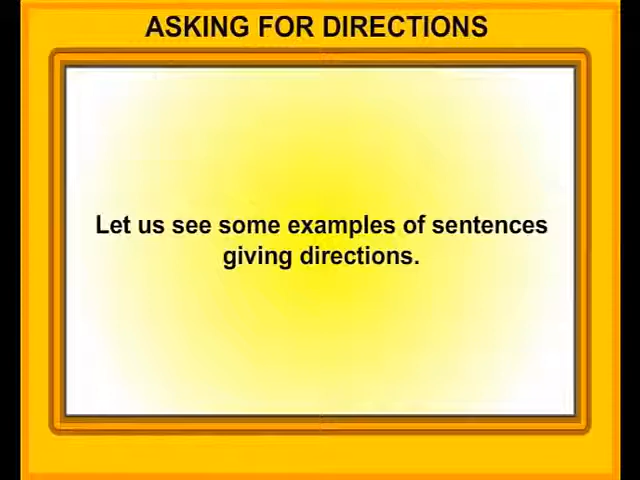 ASKING FOR DIRECTIONS
Let us see some examples of sentences
giving directions.